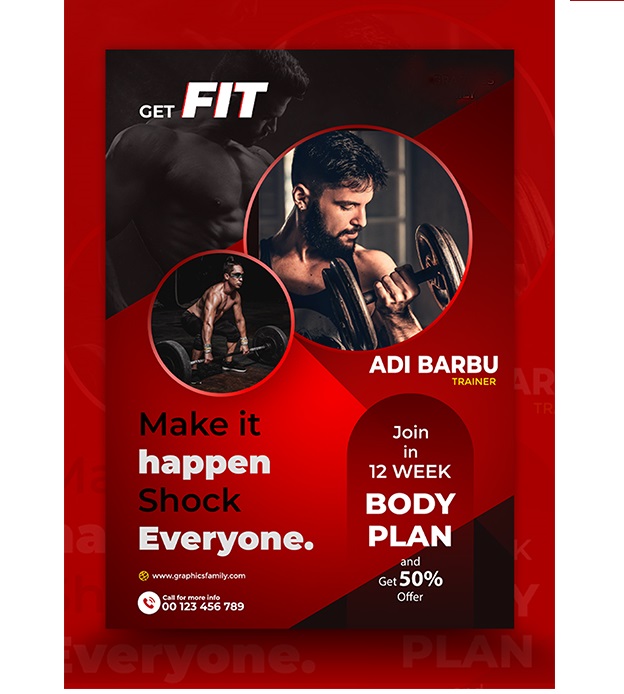 GET FIT
ADI BARBU
TRAINER
Make it
happen
Shock
Everyone.
www.graphicsfamily.com
Call for more info
00 123 456 789
Join
in
12 WEEK
BODY
PLAN
and
Get 50%
Offer